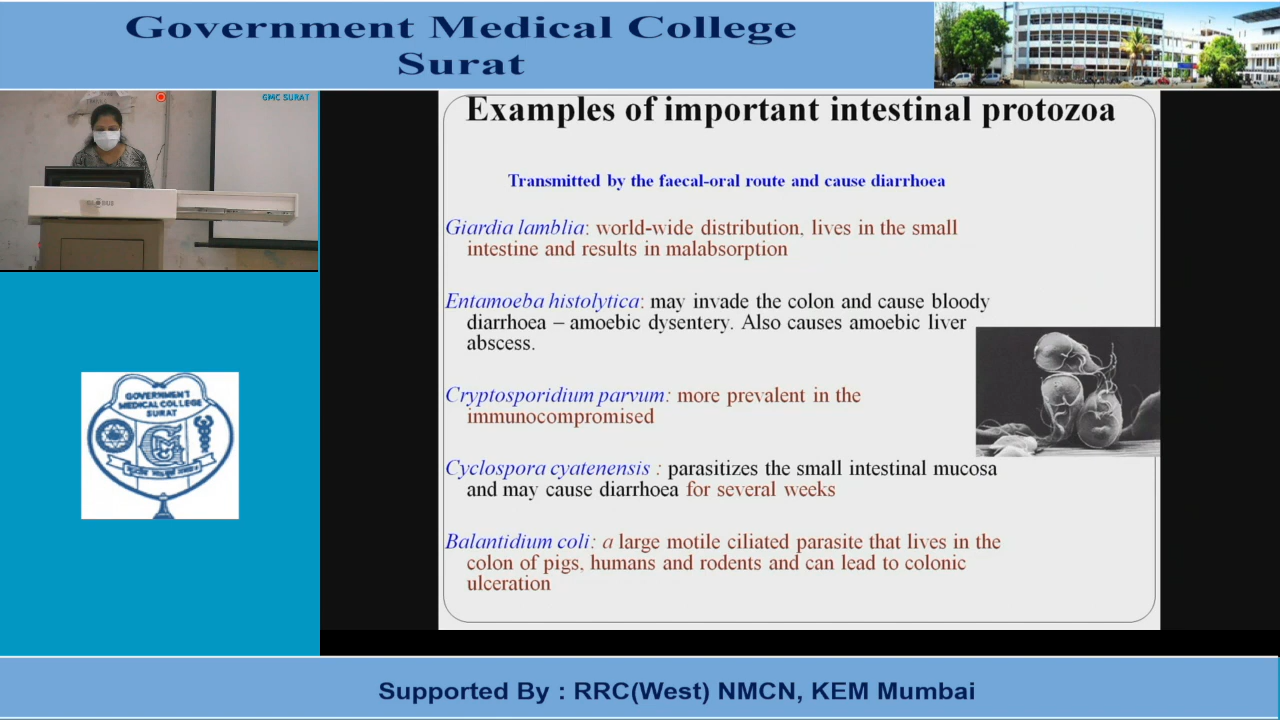 Government Medical College
Surat
GMC SURAT
GLOBUS
GOVERNMENT
MEDICAL COLLEGE
SURAT
Examples of important intestinal protozoa
Transmitted by the faecal-oral route and cause diarrhoea
Giardia lamblia: world-wide distribution, lives in the small
intestine and results in malabsorption
Entamoeba histolytica: may invade the colon and cause bloody
diarrhoea – amoebic dysentery. Also causes amoebic liver
abscess.
Cryptosporidium parvum: more prevalent in the
immunocompromised
Cyclospora cyatenensis : parasitizes the small intestinal mucosa
and may cause diarrhoea for several weeks
Balantidium coli: a large motile ciliated parasite that lives in the
colon of pigs, humans and rodents and can lead to colonic
ulceration
Supported By : RRC(West) NMCN, KEM Mumbai